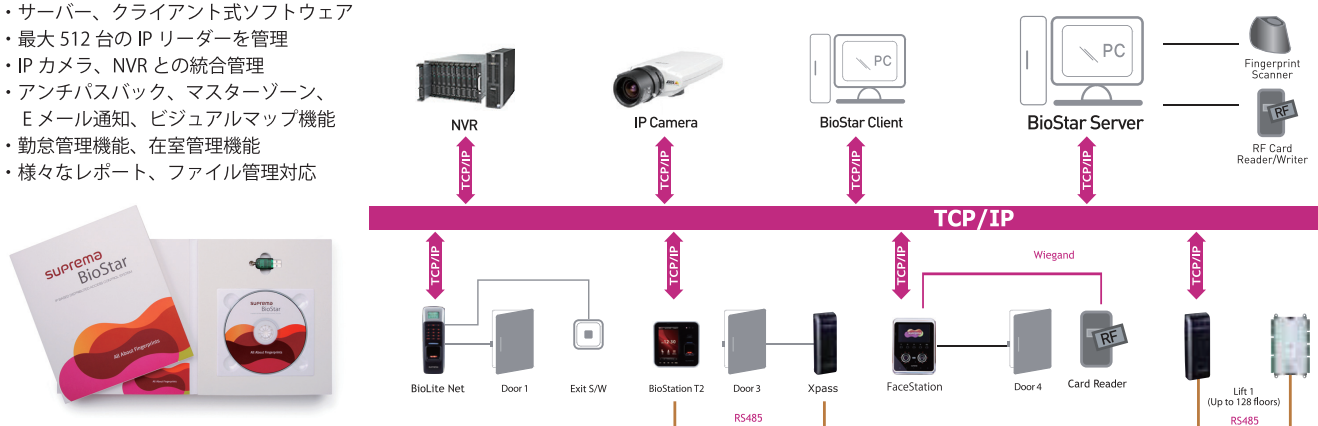 ・サーバー、クライアント式ソフトウェア
・最大 512 台の IP リーダーを管理
・IP カメラ、NVR との統合管理
・アンチパスバック、マスターゾーン、
E メール通知、ビジュアルマップ機能
・勤怠管理機能、在室管理機能
・様々なレポート、ファイル管理対応
suprema
BioStar
All About Fingerprints
suprema
BioStar
All About Fingerprints
NVR
IP Camera
PC
BioStar Client
PC
BioStar Server
Fingerprint
Scanner
RF
RF Card
Reader/Writer
TCP/IP
TCP/IP
TCP/IP
TCP/IP
TCP/IP
TCP/IP
TCP/IP
TCP/IP
TCP/IP
Wiegand
RF
BioLite Net
Door 1
Exit S/W
BioStation T2
Door 3
Xpass
FaceStation
Door 4
Card Reader
Lift 1
(Up to 128 floors)
RS485
RS485